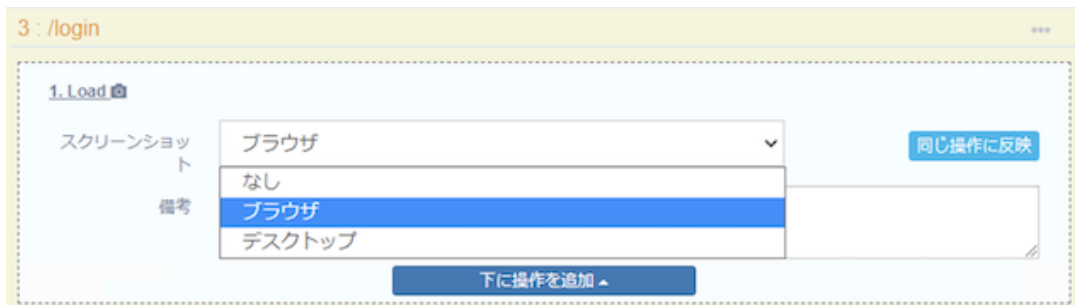 3 : /login
1. Load
スクリーンショッ
ト
ブラウザ
同じ操作に反映
なし
備考
ブラウザ
デスクトップ
下に操作を追加